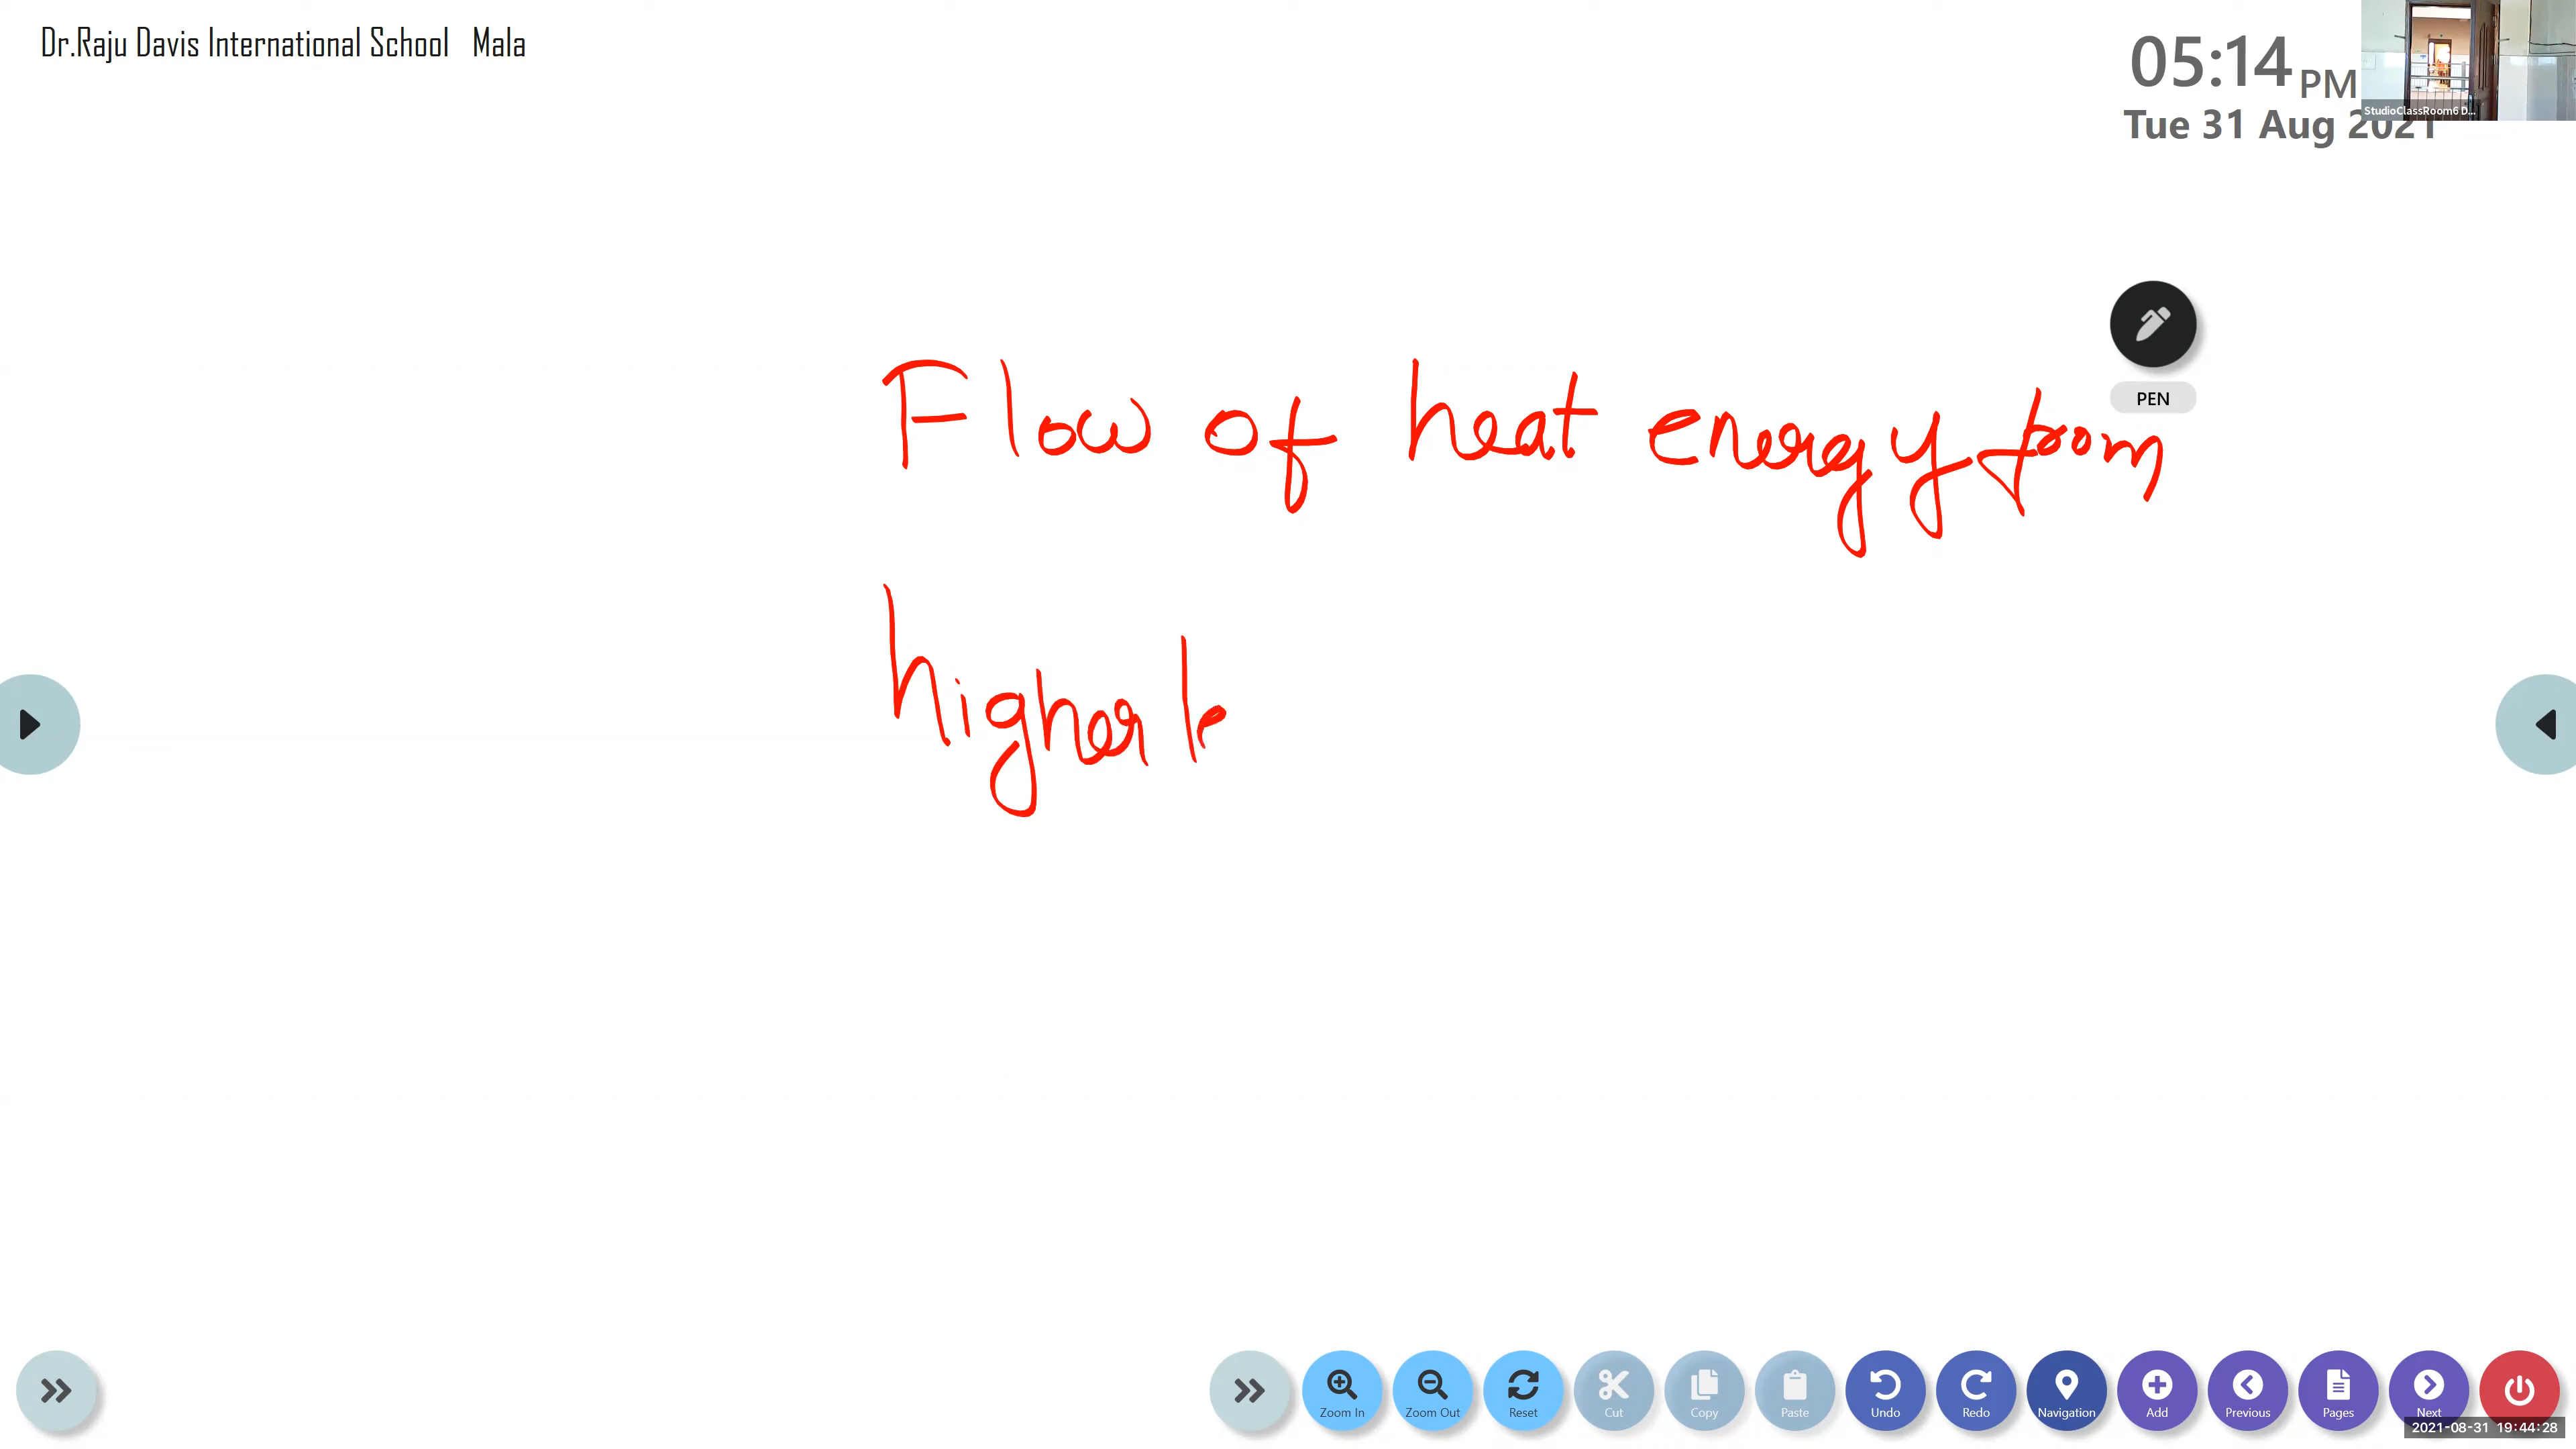 Dr.Raju Davis International School Mala
05:14 PM
Tue 31 Aug 2021
StudioClassRoom6 D...
PEN
Flow of heat energy from
higher le
Zoom In Zoom Out Reset Cut Copy Paste Undo Redo Navigation Add Previous Pages Next
2021-08-31 19:44:28